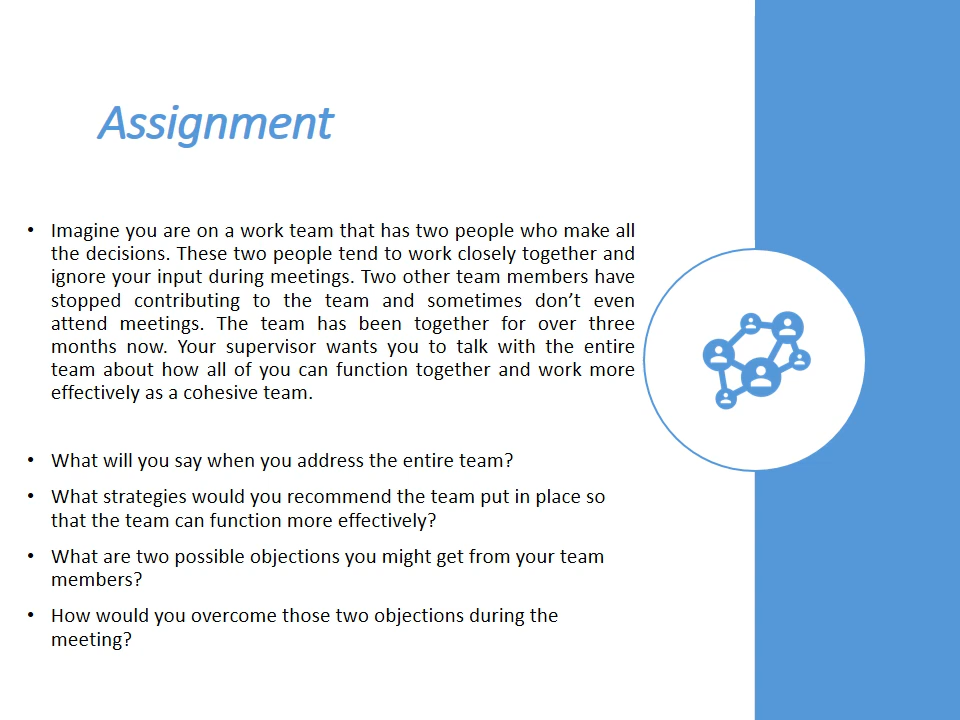 Assignment
• Imagine you are on a work team that has two people who make all
the decisions. These two people tend to work closely together and
ignore your input during meetings. Two other team members have
stopped contributing to the team and sometimes don’t even
attend meetings. The team has been together for over three
months now. Your supervisor wants you to talk with the entire
team about how all of you can function together and work more
effectively as a cohesive team.
• What will you say when you address the entire team?
• What strategies would you recommend the team put in place so
that the team can function more effectively?
• What are two possible objections you might get from your team
members?
• How would you overcome those two objections during the
meeting?